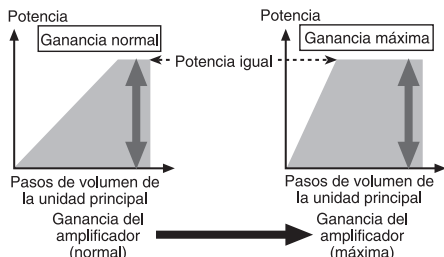 Potencia
Ganancia normal
Potencia igual
Potencia
Ganancia máxima
Pasos de volumen de
la unidad principal
Pasos de volumen de
la unidad principal
Ganancia del
amplificador
(normal)
Ganancia del
amplificador
(máxima)